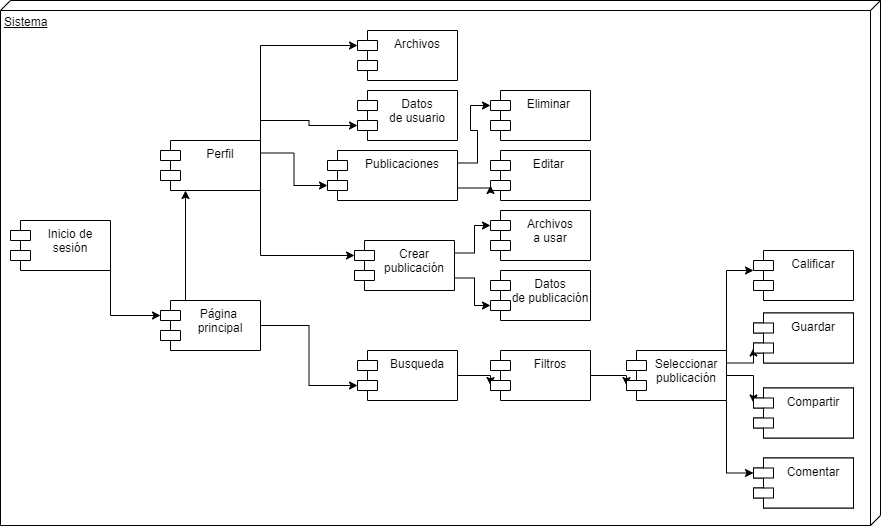 Sistema
Archivos
Datos
de usuario
Eliminar
Perfil
Publicaciones
Editar
Inicio de
sesión
Archivos
a usar
Crear
publicación
Datos
de publicación
Calificar
Página
principal
Guardar
Busqueda
Filtros
Seleccionar
publicación
Compartir
Comentar